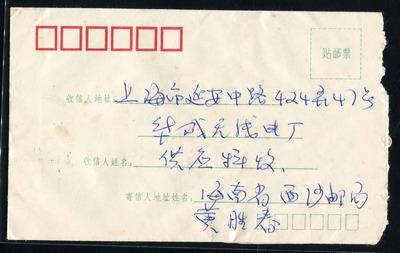 贴邮票
收信人地址: 上海市延安中路424弄47号
华成无线电厂
收信人姓名: 供应科收
寄信人地址姓名: 海南省西沙邮局
黄胜春